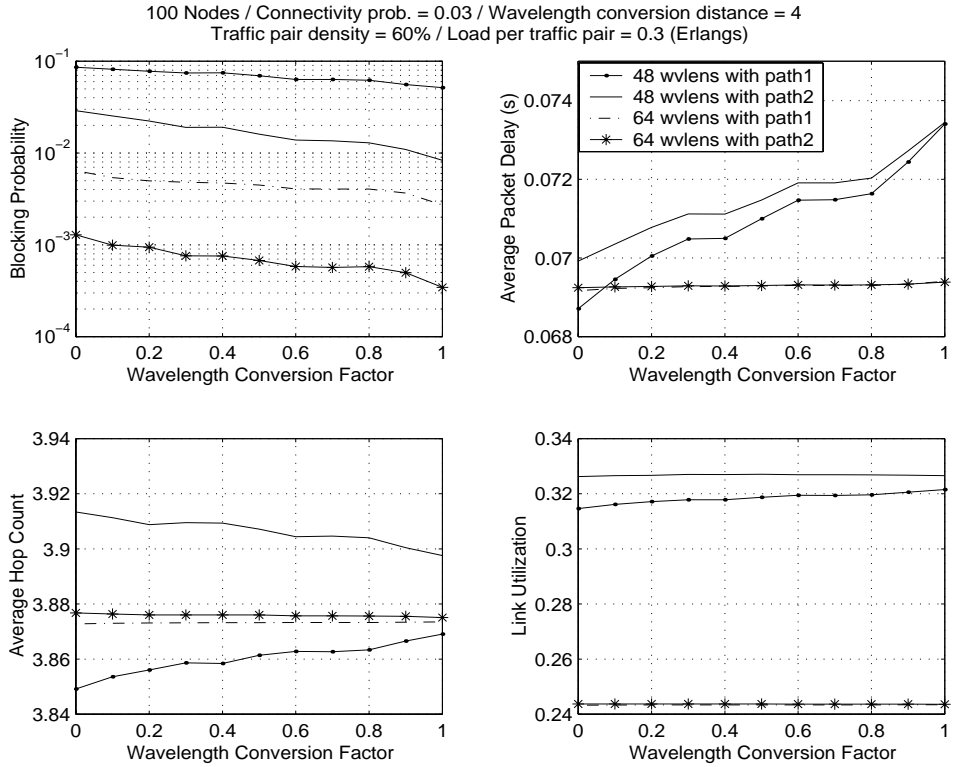 100 Nodes / Connectivity prob. = 0.03 / Wavelength conversion distance = 4
Traffic pair density = 60% / Load per traffic pair = 0.3 (Erlangs)
10⁻¹
10⁻²
10⁻³
10⁻⁴
Blocking Probability
0 0.2 0.4 0.6 0.8 1
Wavelength Conversion Factor
48 wvlens with path1
48 wvlens with path2
64 wvlens with path1
64 wvlens with path2
0.074
0.072
0.07
0.068
Average Packet Delay (s)
0 0.2 0.4 0.6 0.8 1
Wavelength Conversion Factor
3.94
3.92
3.9
3.88
3.86
3.84
Average Hop Count
0 0.2 0.4 0.6 0.8 1
Wavelength Conversion Factor
0.34
0.32
0.3
0.28
0.26
0.24
Link Utilization
0 0.2 0.4 0.6 0.8 1
Wavelength Conversion Factor